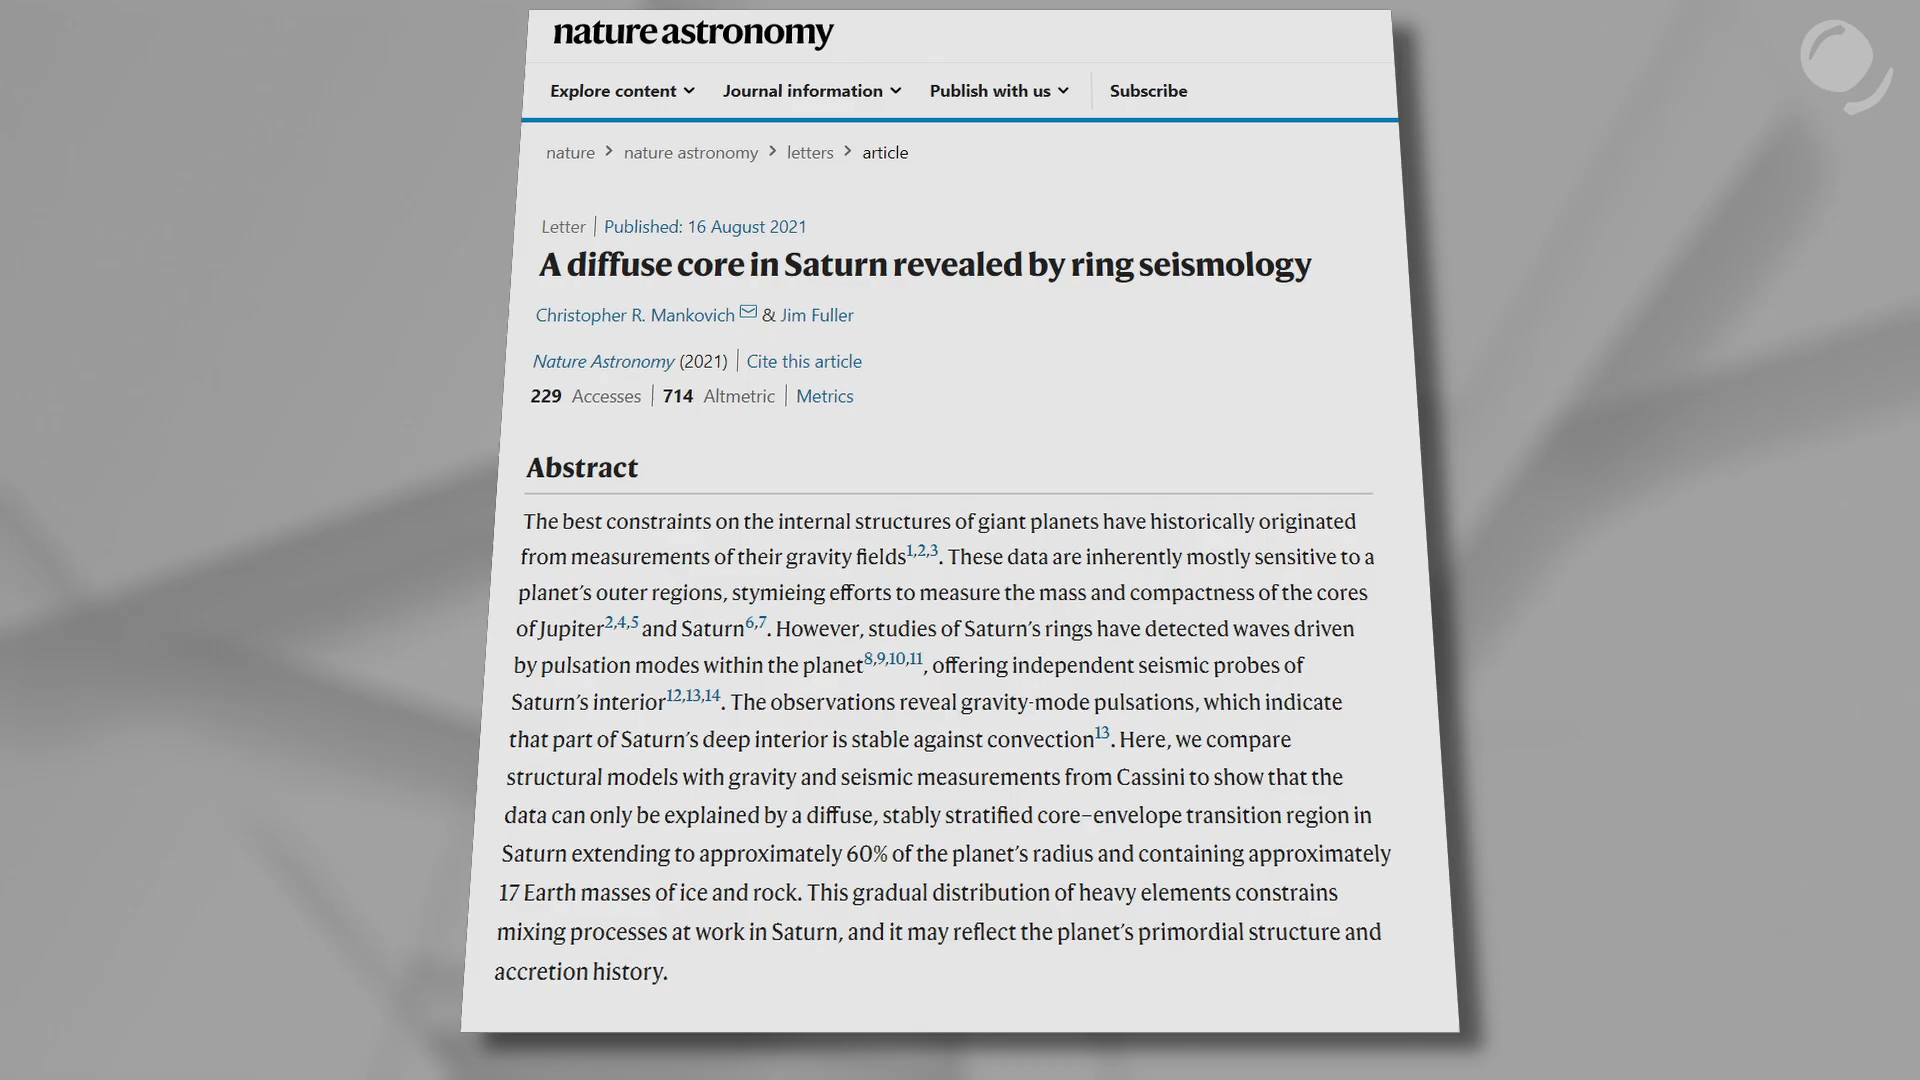 nature astronomy
Explore content Journal information Publish with us Subscribe
nature > nature astronomy > letters > article
Letter | Published: 16 August 2021
A diffuse core in Saturn revealed by ring seismology
Christopher R. Mankovich & Jim Fuller
Nature Astronomy (2021) | Cite this article
229 Accesses | 714 Altmetric | Metrics
Abstract
The best constraints on the internal structures of giant planets have historically originated
from measurements of their gravity fields1,2,3. These data are inherently mostly sensitive to a
planet’s outer regions, stymieing efforts to measure the mass and compactness of the cores
of Jupiter2,4,5 and Saturn6,7. However, studies of Saturn’s rings have detected waves driven
by pulsation modes within the planet8,9,10,11, offering independent seismic probes of
Saturn’s interior12,13,14. The observations reveal gravity-mode pulsations, which indicate
that part of Saturn’s deep interior is stable against convection13. Here, we compare
structural models with gravity and seismic measurements from Cassini to show that the
data can only be explained by a diffuse, stably stratified core–envelope transition region in
Saturn extending to approximately 60% of the planet’s radius and containing approximately
17 Earth masses of ice and rock. This gradual distribution of heavy elements constrains
mixing processes at work in Saturn, and it may reflect the planet’s primordial structure and
accretion history.